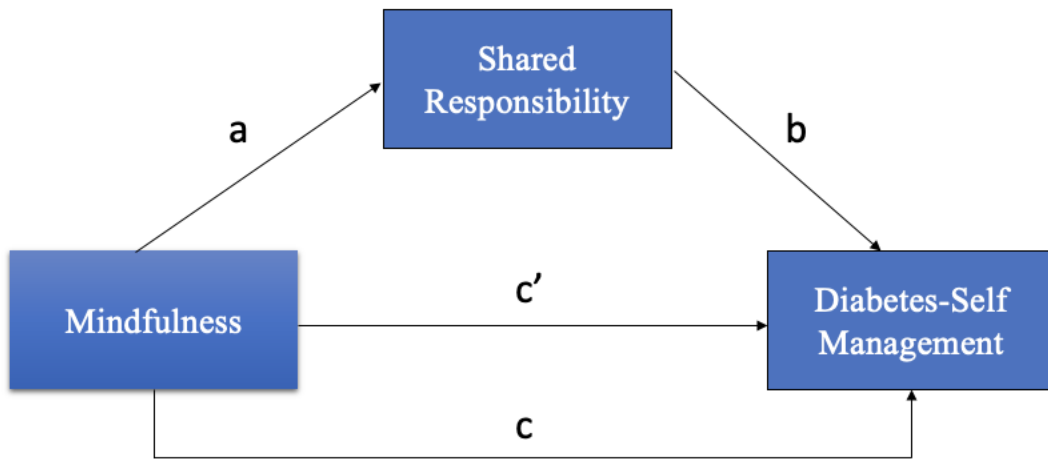 Shared
Responsibility
a
b
Mindfulness
c’
Diabetes-Self
Management
c